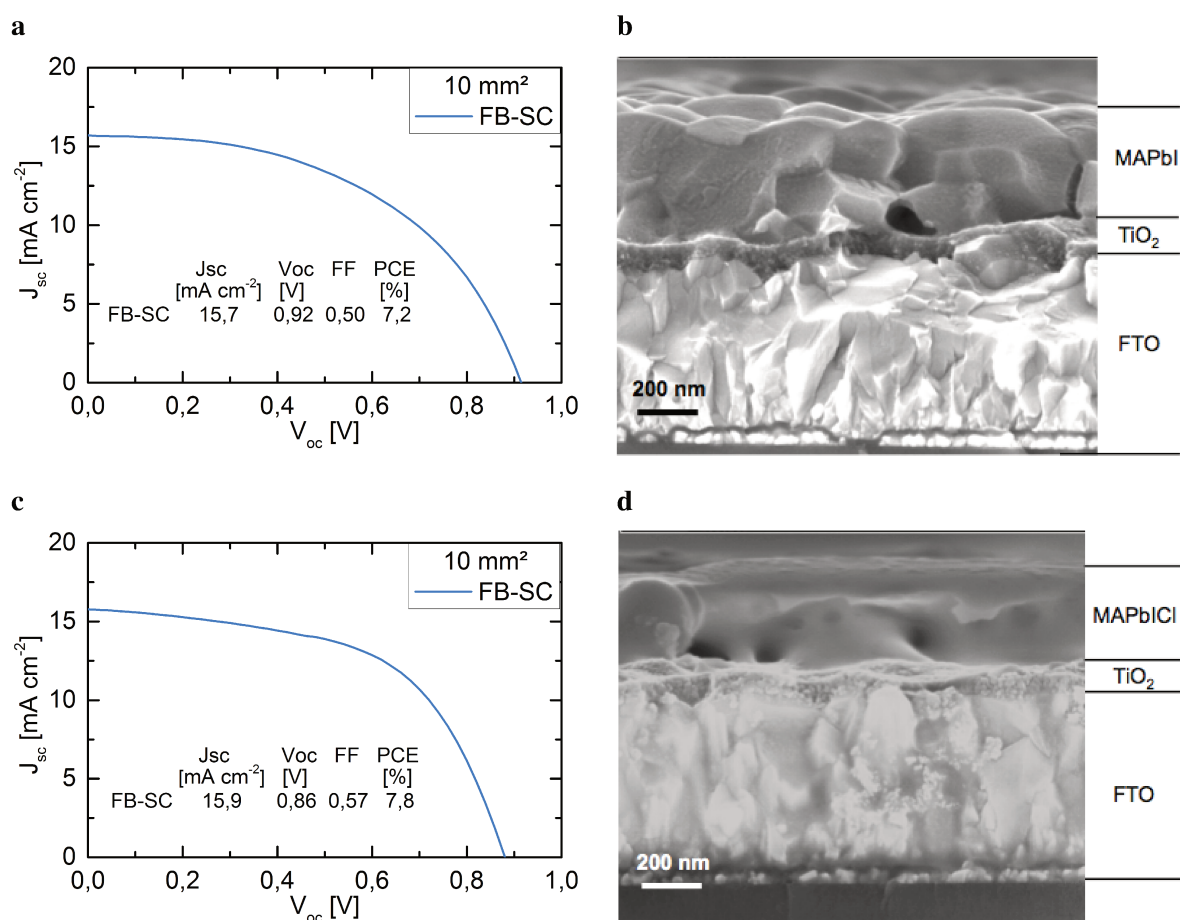 a
20
15
10
5
0
J_sc [mA cm⁻²]
10 mm²
FB-SC
Jsc Voc FF PCE
[mA cm⁻²] [V] [%]
FB-SC 15,7 0,92 0,50 7,2
0,0 0,2 0,4 0,6 0,8 1,0
V_oc [V]
b
MAPbI
TiO₂
FTO
200 nm
c
20
15
10
5
0
J_sc [mA cm⁻²]
10 mm²
FB-SC
Jsc Voc FF PCE
[mA cm⁻²] [V] [%]
FB-SC 15,9 0,86 0,57 7,8
0,0 0,2 0,4 0,6 0,8 1,0
V_oc [V]
d
MAPbICl
TiO₂
FTO
200 nm